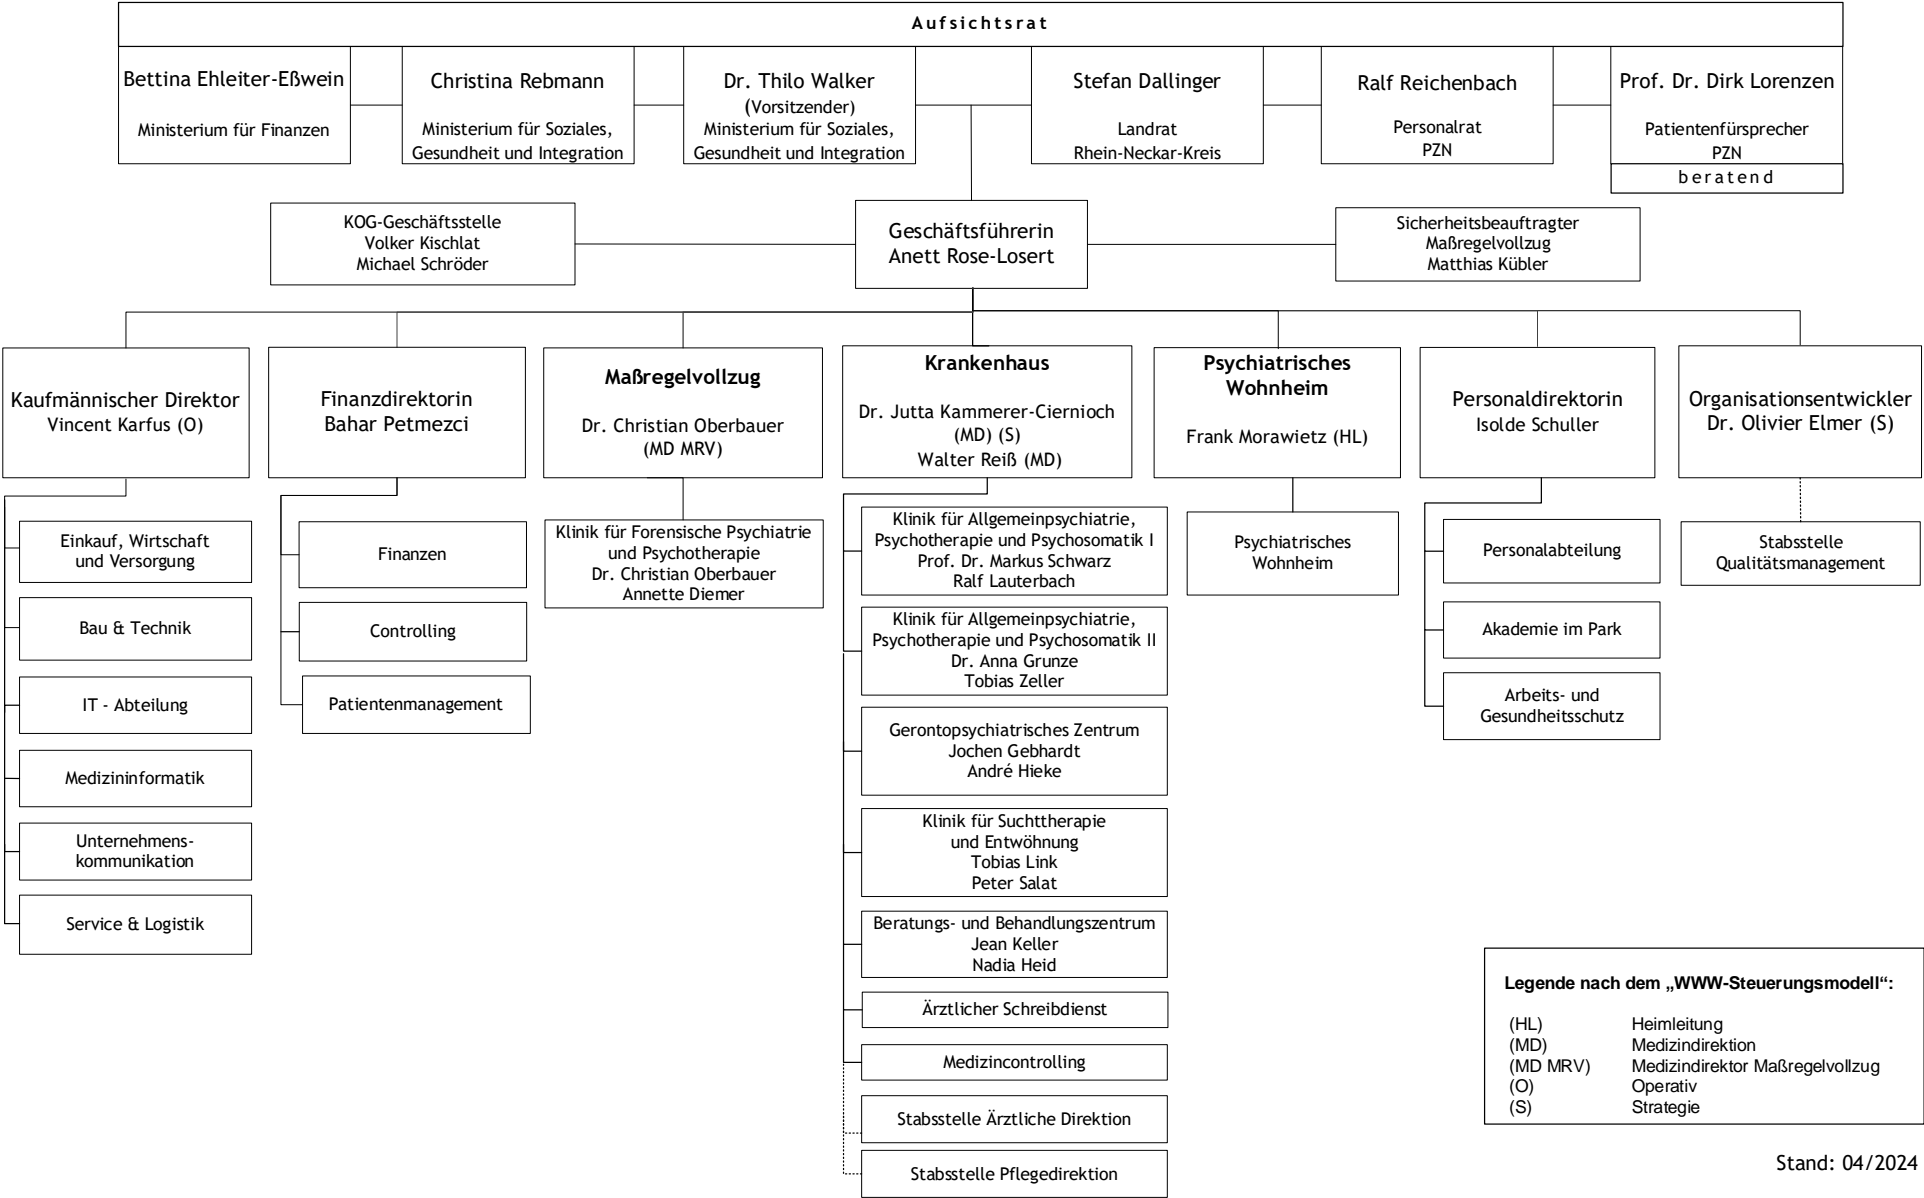 Aufsichtsrat
Bettina Ehleiter-Eßwein
Ministerium für Finanzen
Christina Rebmann
Ministerium für Soziales,
Gesundheit und Integration
Dr. Thilo Walker
(Vorsitzender)
Ministerium für Soziales,
Gesundheit und Integration
Stefan Dallinger
Landrat
Rhein-Neckar-Kreis
Ralf Reichenbach
Personalrat
PZN
Prof. Dr. Dirk Lorenzen
Patientenfürsprecher
PZN
beratend
KOG-Geschäftsstelle
Volker Kischlat
Michael Schröder
Geschäftsführerin
Anett Rose-Losert
Sicherheitsbeauftragter
Maßregelvollzug
Matthias Kübler
Kaufmännischer Direktor
Vincent Karfus (O)
Finanzdirektorin
Bahar Petmezci
Maßregelvollzug
Dr. Christian Oberbauer
(MD MRV)
Krankenhaus
Dr. Jutta Kammerer-Ciernioch
(MD) (S)
Walter Reiß (MD)
Psychiatrisches
Wohnheim
Frank Morawietz (HL)
Personaldirektorin
Isolde Schuller
Organisationsentwickler
Dr. Olivier Elmer (S)
Einkauf, Wirtschaft
und Versorgung
Bau & Technik
IT - Abteilung
Medizininformatik
Unternehmens-
kommunikation
Service & Logistik
Finanzen
Controlling
Patientenmanagement
Klinik für Forensische Psychiatrie
und Psychotherapie
Dr. Christian Oberbauer
Annette Diemer
Klinik für Allgemeinpsychiatrie,
Psychotherapie und Psychosomatik I
Prof. Dr. Markus Schwarz
Ralf Lauterbach
Klinik für Allgemeinpsychiatrie,
Psychotherapie und Psychosomatik II
Dr. Anna Grunze
Tobias Zeller
Gerontopsychiatrisches Zentrum
Jochen Gebhardt
André Hieke
Klinik für Suchttherapie
und Entwöhnung
Tobias Link
Peter Salat
Beratungs- und Behandlungszentrum
Jean Keller
Nadia Heid
Ärztlicher Schreibdienst
Medizincontrolling
Stabsstelle Ärztliche Direktion
Stabsstelle Pflegedirektion
Psychiatrisches
Wohnheim
Personalabteilung
Akademie im Park
Arbeits- und
Gesundheitsschutz
Stabsstelle
Qualitätsmanagement
Legende nach dem „WWW-Steuerungsmodell“:
(HL) Heimleitung
(MD) Medizindirektion
(MD MRV) Medizindirektor Maßregelvollzug
(O) Operativ
(S) Strategie
Stand: 04/2024